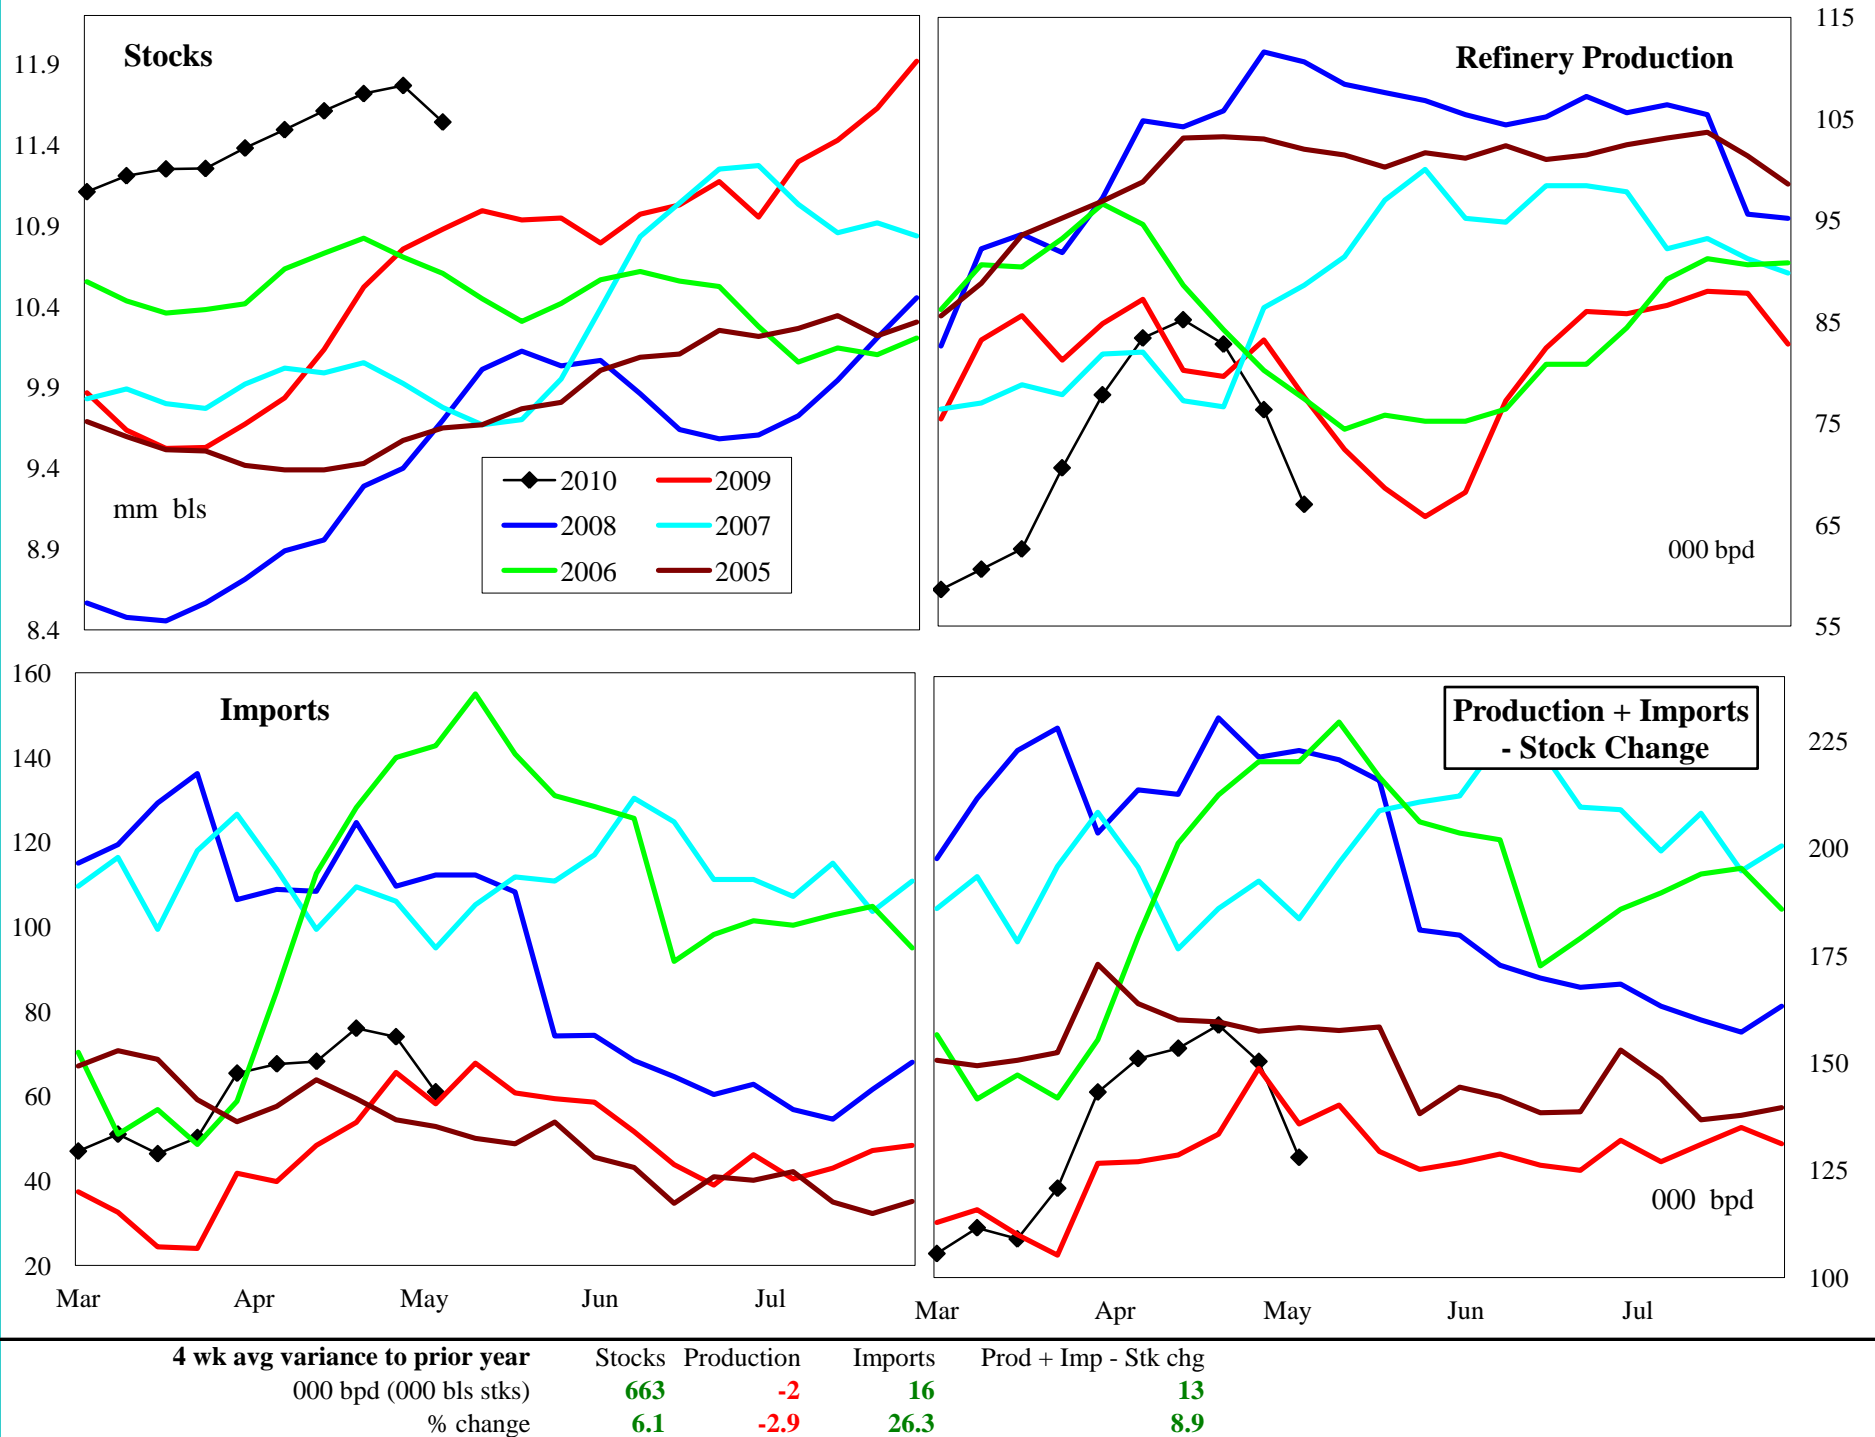 Stocks
11.9
11.4
10.9
10.4
9.9
9.4
8.9
8.4
mm bls
2010 2009
2008 2007
2006 2005
Refinery Production
115
105
95
85
75
65
55
000 bpd
Imports
160
140
120
100
80
60
40
20
Mar Apr May Jun Jul
Production + Imports
- Stock Change
225
200
175
150
125
100
000 bpd
Mar Apr May Jun Jul
4 wk avg variance to prior year Stocks Production Imports Prod + Imp - Stk chg
000 bpd (000 bls stks) 663 -2 16 13
% change 6.1 -2.9 26.3 8.9